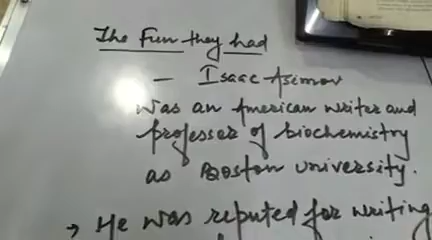 The Fun they had
— Isaac Asimov
was an American writer and
professor of biochemistry
as Boston university.
→ He was reputed for writing